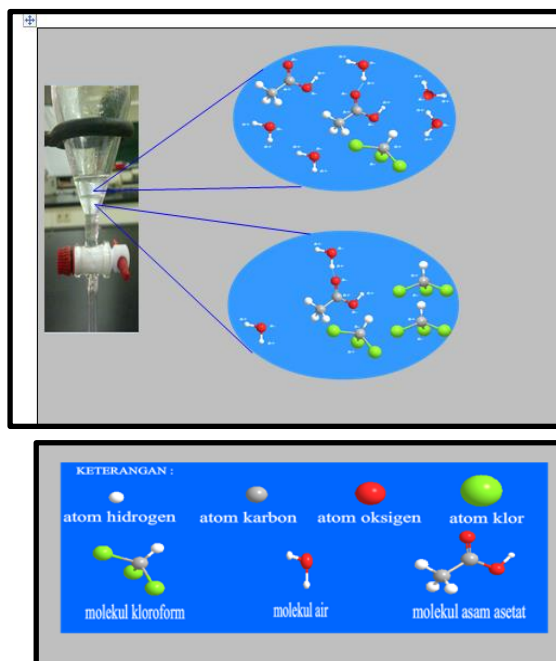 KETERANGAN :
atom hidrogen atom karbon atom oksigen atom klor
molekul kloroform molekul air molekul asam asetat